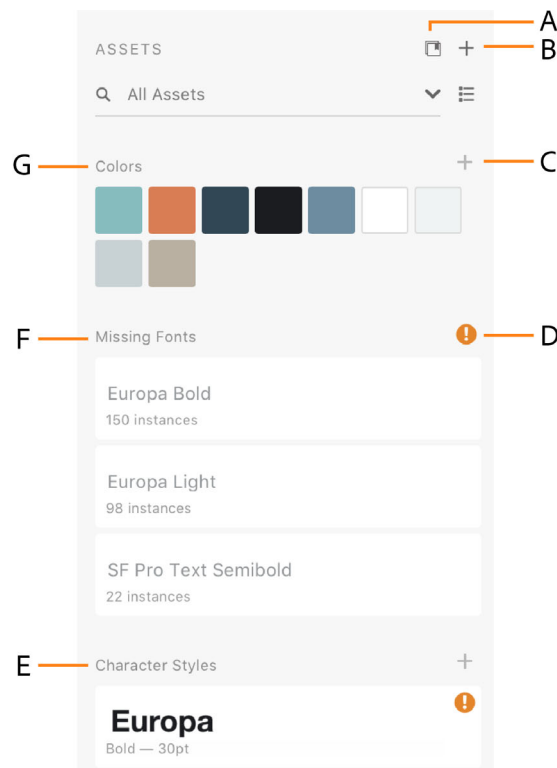 A
ASSETS
B
All Assets
G
Colors
C
F
Missing Fonts
D
Europa Bold
150 instances
Europa Light
98 instances
SF Pro Text Semibold
22 instances
E
Character Styles
Europa
Bold — 30pt